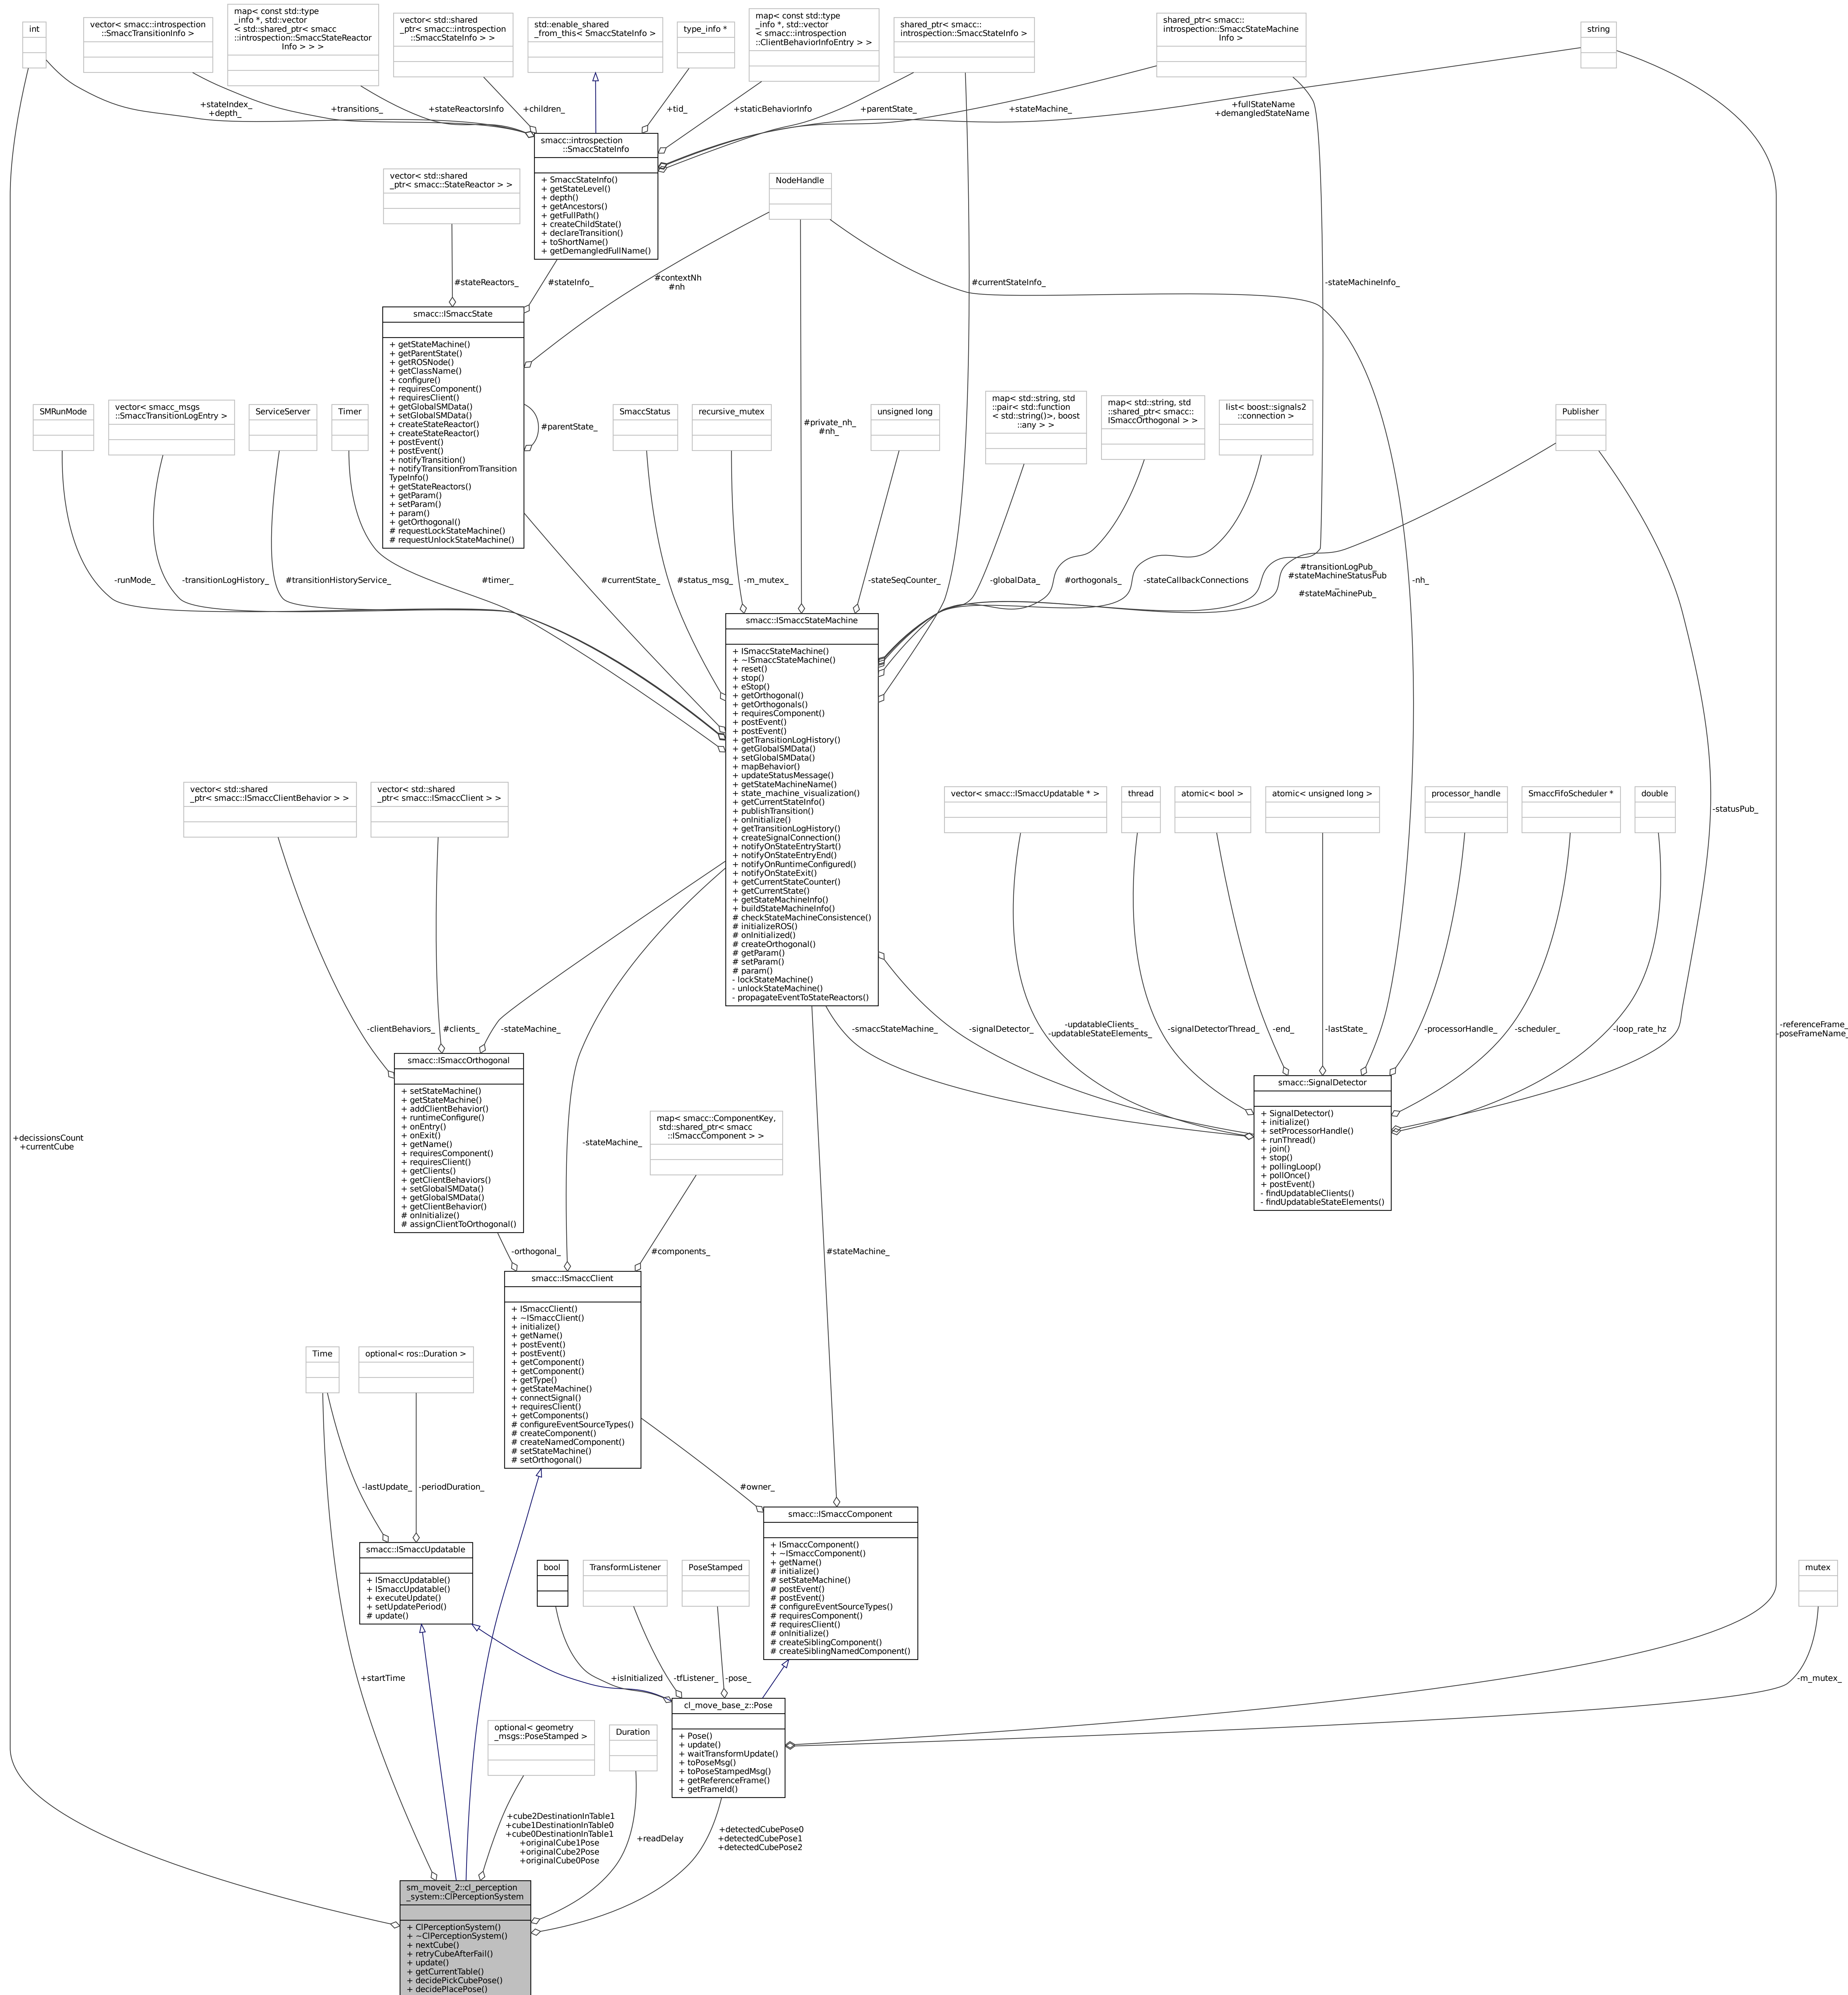 int
vector< smacc::introspection
::SmaccTransitionInfo >
map< const std::type
_info *, std::vector
< std::shared_ptr< smacc
::introspection::SmaccStateReactor
Info > > >
vector< std::shared
_ptr< smacc::introspection
::SmaccStateInfo > >
std::enable_shared
_from_this< SmaccStateInfo >
type_info *
map< const std::type
_info *, std::vector
< smacc::introspection
::ClientBehaviorInfoEntry > >
shared_ptr< smacc::
introspection::SmaccStateInfo >
shared_ptr< smacc::
introspection::SmaccStateMachine
Info >
string
+stateIndex_
+depth_
+transitions_
+stateReactorsInfo
+children_
+tid_
+staticBehaviorInfo
+parentState_
+stateMachine_
+fullStateName
+demangledStateName
smacc::introspection
::SmaccStateInfo
+ SmaccStateInfo()
+ getStateLevel()
+ depth()
+ getAncestors()
+ getFullPath()
+ createChildState()
+ declareTransition()
+ toShortName()
+ getDemangledFullName()
vector< std::shared
_ptr< smacc::StateReactor > >
NodeHandle
#stateReactors_
#stateInfo_
#contextNh
#nh
#currentStateInfo_
-stateMachineInfo_
smacc::ISmaccState
+ getStateMachine()
+ getParentState()
+ getROSNode()
+ getClassName()
+ configure()
+ requiresComponent()
+ requiresClient()
+ getGlobalSMData()
+ setGlobalSMData()
+ createStateReactor()
+ createStateReactor()
+ postEvent()
+ postEvent()
+ notifyTransition()
+ notifyTransitionFromTransition
TypeInfo()
+ getStateReactors()
+ getParam()
+ setParam()
+ param()
+ getOrthogonal()
# requestLockStateMachine()
# requestUnlockStateMachine()
#parentState_
SMRunMode
vector< smacc_msgs
::SmaccTransitionLogEntry >
ServiceServer
Timer
SmaccStatus
recursive_mutex
#private_nh_
#nh_
unsigned long
map< std::string, std
::pair< std::function
< std::string()>, boost
::any > >
map< std::string, std
::shared_ptr< smacc::
ISmaccOrthogonal > >
list< boost::signals2
::connection >
Publisher
-runMode_
-transitionLogHistory_
#transitionHistoryService_
#timer_
#currentState_
#status_msg_
-m_mutex_
-stateSeqCounter_
-globalData_
#orthogonals_
-stateCallbackConnections
#transitionLogPub_
#stateMachineStatusPub
_
#stateMachinePub_
-nh_
smacc::ISmaccStateMachine
+ ISmaccStateMachine()
+ ~ISmaccStateMachine()
+ reset()
+ stop()
+ eStop()
+ getOrthogonal()
+ getOrthogonals()
+ requiresComponent()
+ postEvent()
+ postEvent()
+ getTransitionLogHistory()
+ getGlobalSMData()
+ setGlobalSMData()
+ mapBehavior()
+ updateStatusMessage()
+ getStateMachineName()
+ state_machine_visualization()
+ getCurrentStateInfo()
+ publishTransition()
+ onInitialize()
+ getTransitionLogHistory()
+ createSignalConnection()
+ notifyOnStateEntryStart()
+ notifyOnStateEntryEnd()
+ notifyOnRuntimeConfigured()
+ notifyOnStateExit()
+ getCurrentStateCounter()
+ getCurrentState()
+ getStateMachineInfo()
+ buildStateMachineInfo()
# checkStateMachineConsistence()
# initializeROS()
# onInitialized()
# createOrthogonal()
# getParam()
# setParam()
# param()
- lockStateMachine()
- unlockStateMachine()
- propagateEventToStateReactors()
vector< std::shared
_ptr< smacc::ISmaccClientBehavior > >
vector< std::shared
_ptr< smacc::ISmaccClient > >
vector< smacc::ISmaccUpdatable * >
thread
atomic< bool >
atomic< unsigned long >
processor_handle
SmaccFifoScheduler *
double
-statusPub_
-clientBehaviors_
#clients_
-stateMachine_
-smaccStateMachine_
-signalDetector_
-updatableClients_
-updatableStateElements_
-signalDetectorThread_
-end_
-lastState_
-processorHandle_
-scheduler_
-loop_rate_hz
-referenceFrame_
-poseFrameName_
smacc::ISmaccOrthogonal
+ setStateMachine()
+ getStateMachine()
+ addClientBehavior()
+ runtimeConfigure()
+ onEntry()
+ onExit()
+ getName()
+ requiresComponent()
+ requiresClient()
+ getClients()
+ getClientBehaviors()
+ setGlobalSMData()
+ getGlobalSMData()
+ getClientBehavior()
# onInitialize()
# assignClientToOrthogonal()
smacc::SignalDetector
+ SignalDetector()
+ initialize()
+ setProcessorHandle()
+ runThread()
+ join()
+ stop()
+ pollingLoop()
+ pollOnce()
+ postEvent()
- findUpdatableClients()
- findUpdatableStateElements()
+decissionsCount
+currentCube
-stateMachine_
map< smacc::ComponentKey,
std::shared_ptr< smacc
::ISmaccComponent > >
-orthogonal_
#components_
#stateMachine_
smacc::ISmaccClient
+ ISmaccClient()
+ ~ISmaccClient()
+ initialize()
+ getName()
+ postEvent()
+ postEvent()
+ getComponent()
+ getComponent()
+ getType()
+ getStateMachine()
+ connectSignal()
+ requiresClient()
+ getComponents()
# configureEventSourceTypes()
# createComponent()
# createNamedComponent()
# setStateMachine()
# setOrthogonal()
Time
optional< ros::Duration >
-lastUpdate_
-periodDuration_
#owner_
smacc::ISmaccComponent
+ ISmaccComponent()
+ ~ISmaccComponent()
+ getName()
# initialize()
# setStateMachine()
# postEvent()
# postEvent()
# configureEventSourceTypes()
# requiresComponent()
# requiresClient()
# onInitialize()
# createSiblingComponent()
# createSiblingNamedComponent()
smacc::ISmaccUpdatable
+ ISmaccUpdatable()
+ ISmaccUpdatable()
+ executeUpdate()
+ setUpdatePeriod()
# update()
bool
TransformListener
PoseStamped
mutex
+startTime
+isInitialized
-tfListener_
-pose_
-m_mutex_
cl_move_base_z::Pose
+ Pose()
+ update()
+ waitTransformUpdate()
+ toPoseMsg()
+ toPoseStampedMsg()
+ getReferenceFrame()
+ getFrameId()
optional< geometry
_msgs::PoseStamped >
Duration
+cube2DestinationInTable1
+cube1DestinationInTable0
+cube0DestinationInTable1
+originalCube1Pose
+originalCube2Pose
+originalCube0Pose
+readDelay
+detectedCubePose0
+detectedCubePose1
+detectedCubePose2
sm_moveit_2::cl_perception
_system::ClPerceptionSystem
+ ClPerceptionSystem()
+ ~ClPerceptionSystem()
+ nextCube()
+ retryCubeAfterFail()
+ update()
+ getCurrentTable()
+ decidePickCubePose()
+ decidePlacePose()